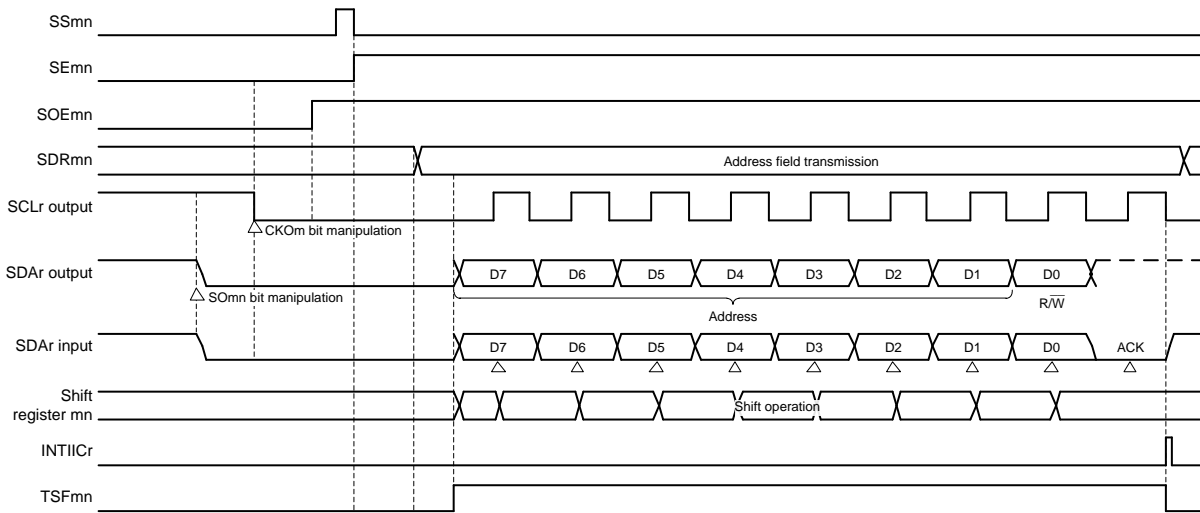 SSmn
SEmn
SOEmn
SDRmn
Address field transmission
SCLr output
CKOm bit manipulation
SDAr output
D7 D6 D5 D4 D3 D2 D1 D0
SOmn bit manipulation
Address
R/W̅
SDAr input
D7 D6 D5 D4 D3 D2 D1 D0 ACK
Shift
register mn
Shift operation
INTIICr
TSFmn